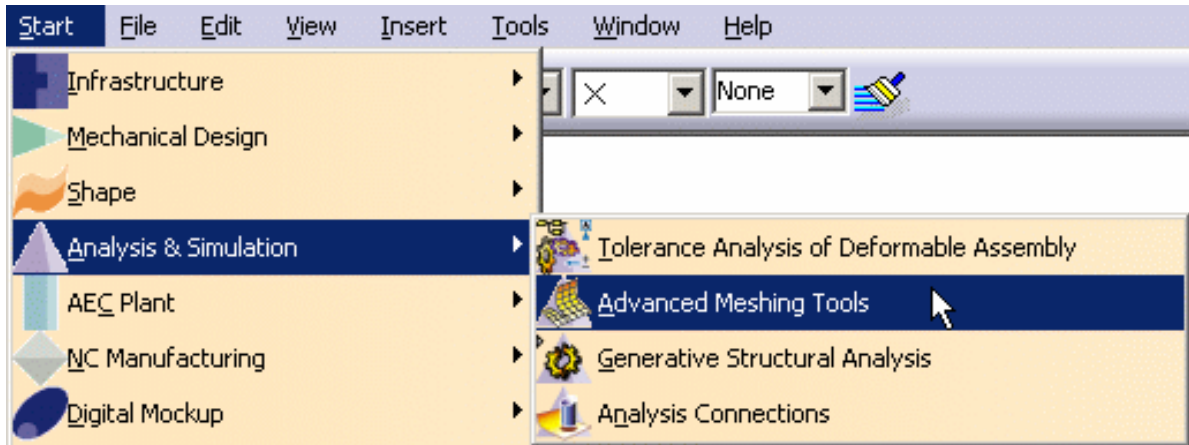 Start File Edit View Insert Tools Window Help
Infrastructure
None
Mechanical Design
Shape
Analysis & Simulation
Tolerance Analysis of Deformable Assembly
AEC Plant
Advanced Meshing Tools
NC Manufacturing
Generative Structural Analysis
Digital Mockup
Analysis Connections